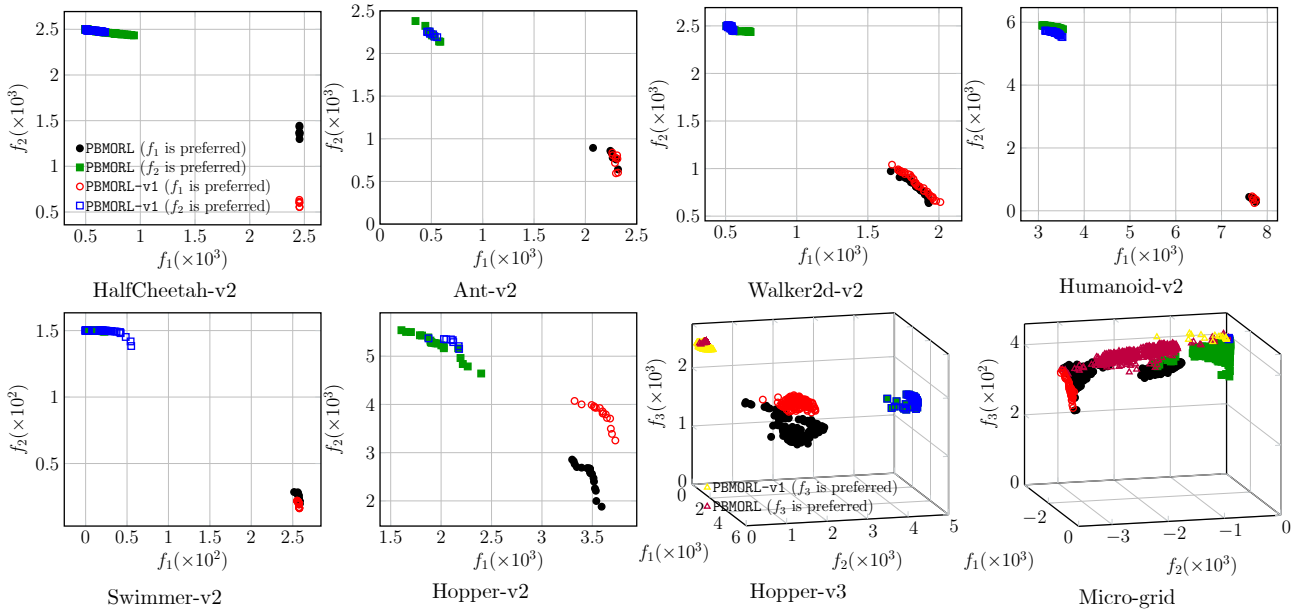 2.5
2
1.5
1
0.5
f₂(×10³)
PBMORL (f₁ is preferred)
PBMORL (f₂ is preferred)
PBMORL-v1 (f₁ is preferred)
PBMORL-v1 (f₂ is preferred)
0.5 1 1.5 2 2.5
f₁(×10³)
HalfCheetah-v2
2.5
2
1.5
1
0.5
0
f₂(×10³)
0 0.5 1 1.5 2 2.5
f₁(×10³)
Ant-v2
2.5
2
1.5
1
0.5
f₂(×10³)
0.5 1 1.5 2
f₁(×10³)
Walker2d-v2
6
4
2
0
f₂(×10³)
3 4 5 6 7 8
f₁(×10³)
Humanoid-v2
1.5
1
0.5
f₂(×10²)
0 0.5 1 1.5 2 2.5
f₁(×10²)
Swimmer-v2
5
4
3
2
f₂(×10³)
1.5 2 2.5 3 3.5
f₁(×10³)
Hopper-v2
2
1
0
f₃(×10³)
PBMORL-v1 (f₃ is preferred)
PBMORL (f₃ is preferred)
0 2 4 6
0 1 2 3 4 5
f₁(×10³)
f₂(×10³)
Hopper-v3
4
2
0
f₃(×10²)
−2 0
−3 −2 −1 0
f₁(×10³)
f₂(×10³)
Micro-grid